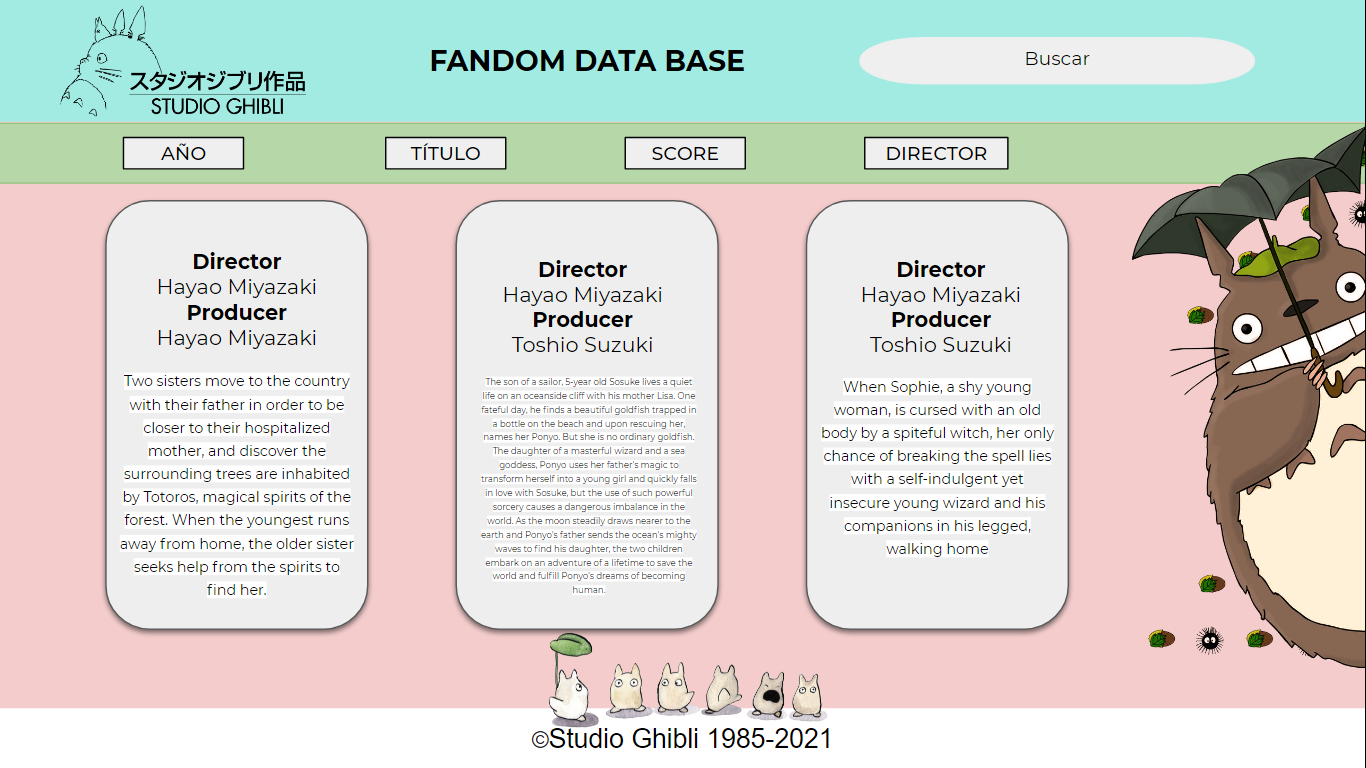 スタジオジブリ作品
STUDIO GHIBLI
FANDOM DATA BASE
Buscar
AÑO
TÍTULO
SCORE
DIRECTOR
Director
Hayao Miyazaki
Producer
Hayao Miyazaki
Two sisters move to the country
with their father in order to be
closer to their hospitalized
mother, and discover the
surrounding trees are inhabited
by Totoros, magical spirits of the
forest. When the youngest runs
away from home, the older sister
seeks help from the spirits to
find her.
Director
Hayao Miyazaki
Producer
Toshio Suzuki
The son of a sailor, 5-year old Sosuke lives a quiet
life on an oceanside cliff with his mother Lisa. One
fateful day, he finds a beautiful goldfish trapped in
a bottle on the beach and upon rescuing her,
names her Ponyo. But she is no ordinary goldfish.
The daughter of a masterful wizard and a sea
goddess, Ponyo uses her father's magic to
transform herself into a young girl and quickly falls
in love with Sosuke, but the use of such powerful
sorcery causes a dangerous imbalance in the
world. As the moon steadily draws nearer to the
earth and Ponyo's father sends the ocean's mighty
waves to find his daughter, the two children
embark on an adventure of a lifetime to save the
world and fulfill Ponyo's dreams of becoming
human.
Director
Hayao Miyazaki
Producer
Toshio Suzuki
When Sophie, a shy young
woman, is cursed with an old
body by a spiteful witch, her only
chance of breaking the spell lies
with a self-indulgent yet
insecure young wizard and his
companions in his legged,
walking home
©Studio Ghibli 1985-2021